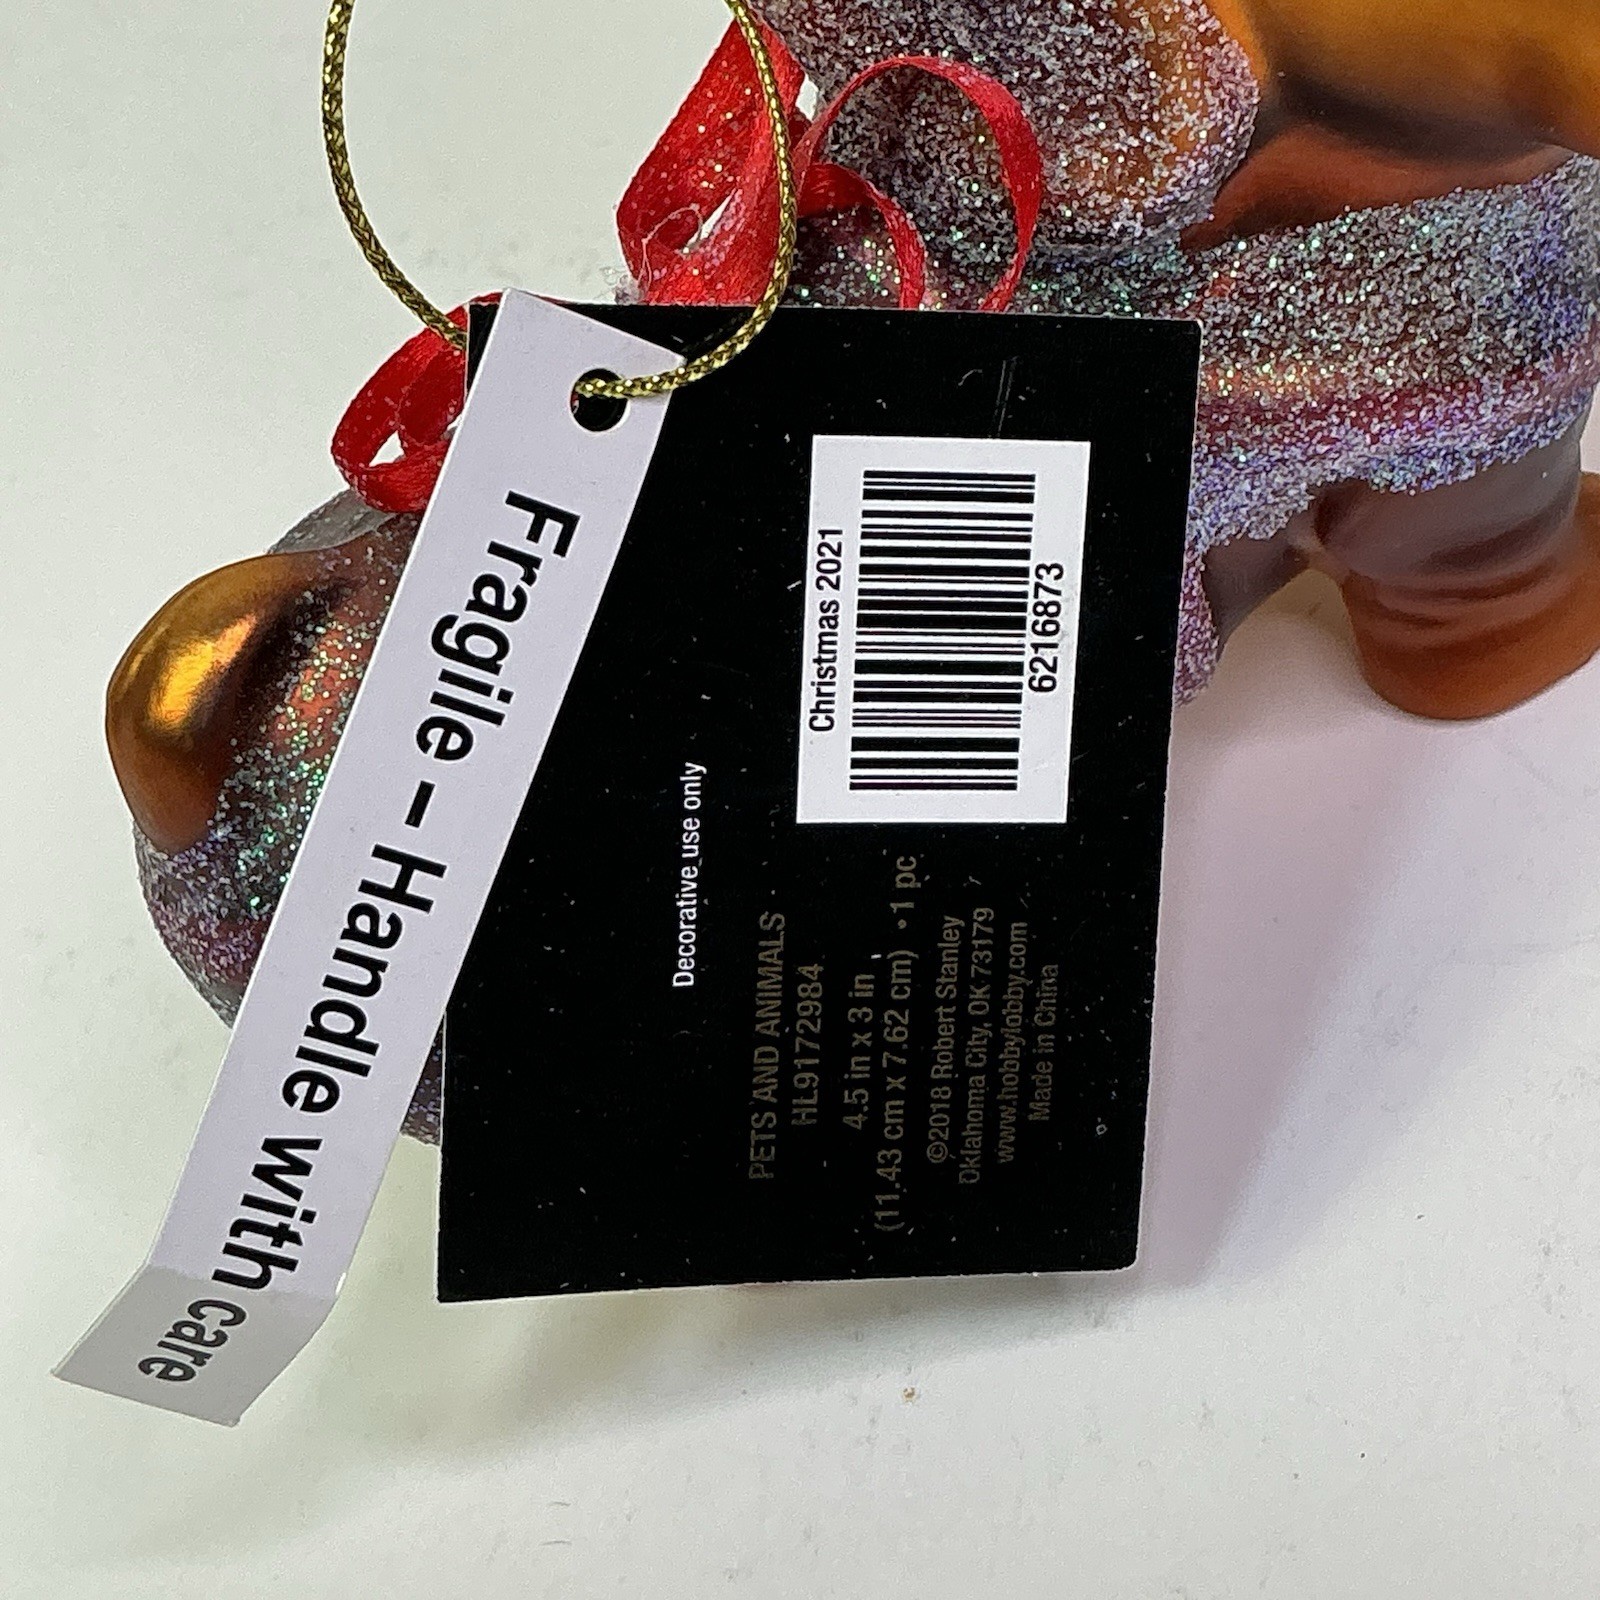 Fragile – Handle with care
Christmas 2021
6216873
Decorative use only
PETS AND ANIMALS
HL9172984
4.5 in x 3 in
(11.43 cm x 7.62 cm) • 1 pc
©2018 Robert Stanley
Oklahoma City, OK 73179
www.hobbylobby.com
Made in China